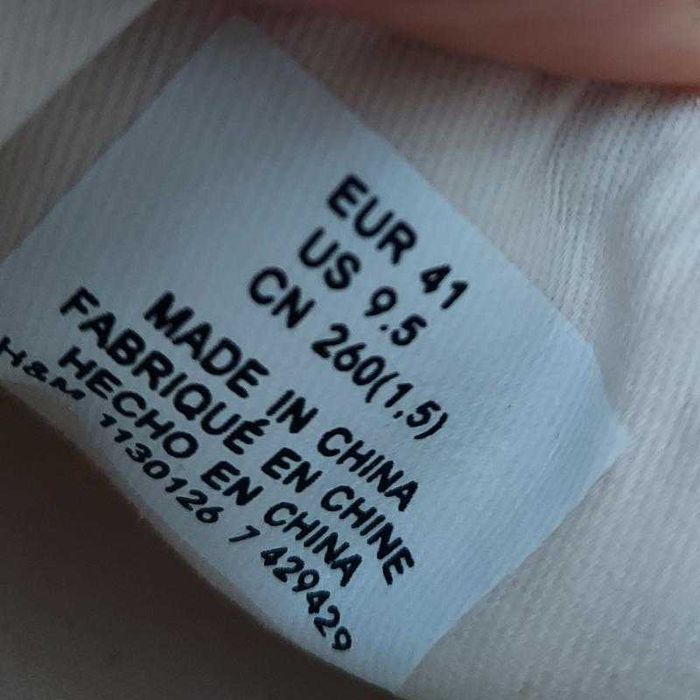 EUR 41
US 9.5
CN 260(1.5)
MADE IN CHINA
FABRIQUÉ EN CHINE
HECHO EN CHINA
H&M 1130126 7 429429